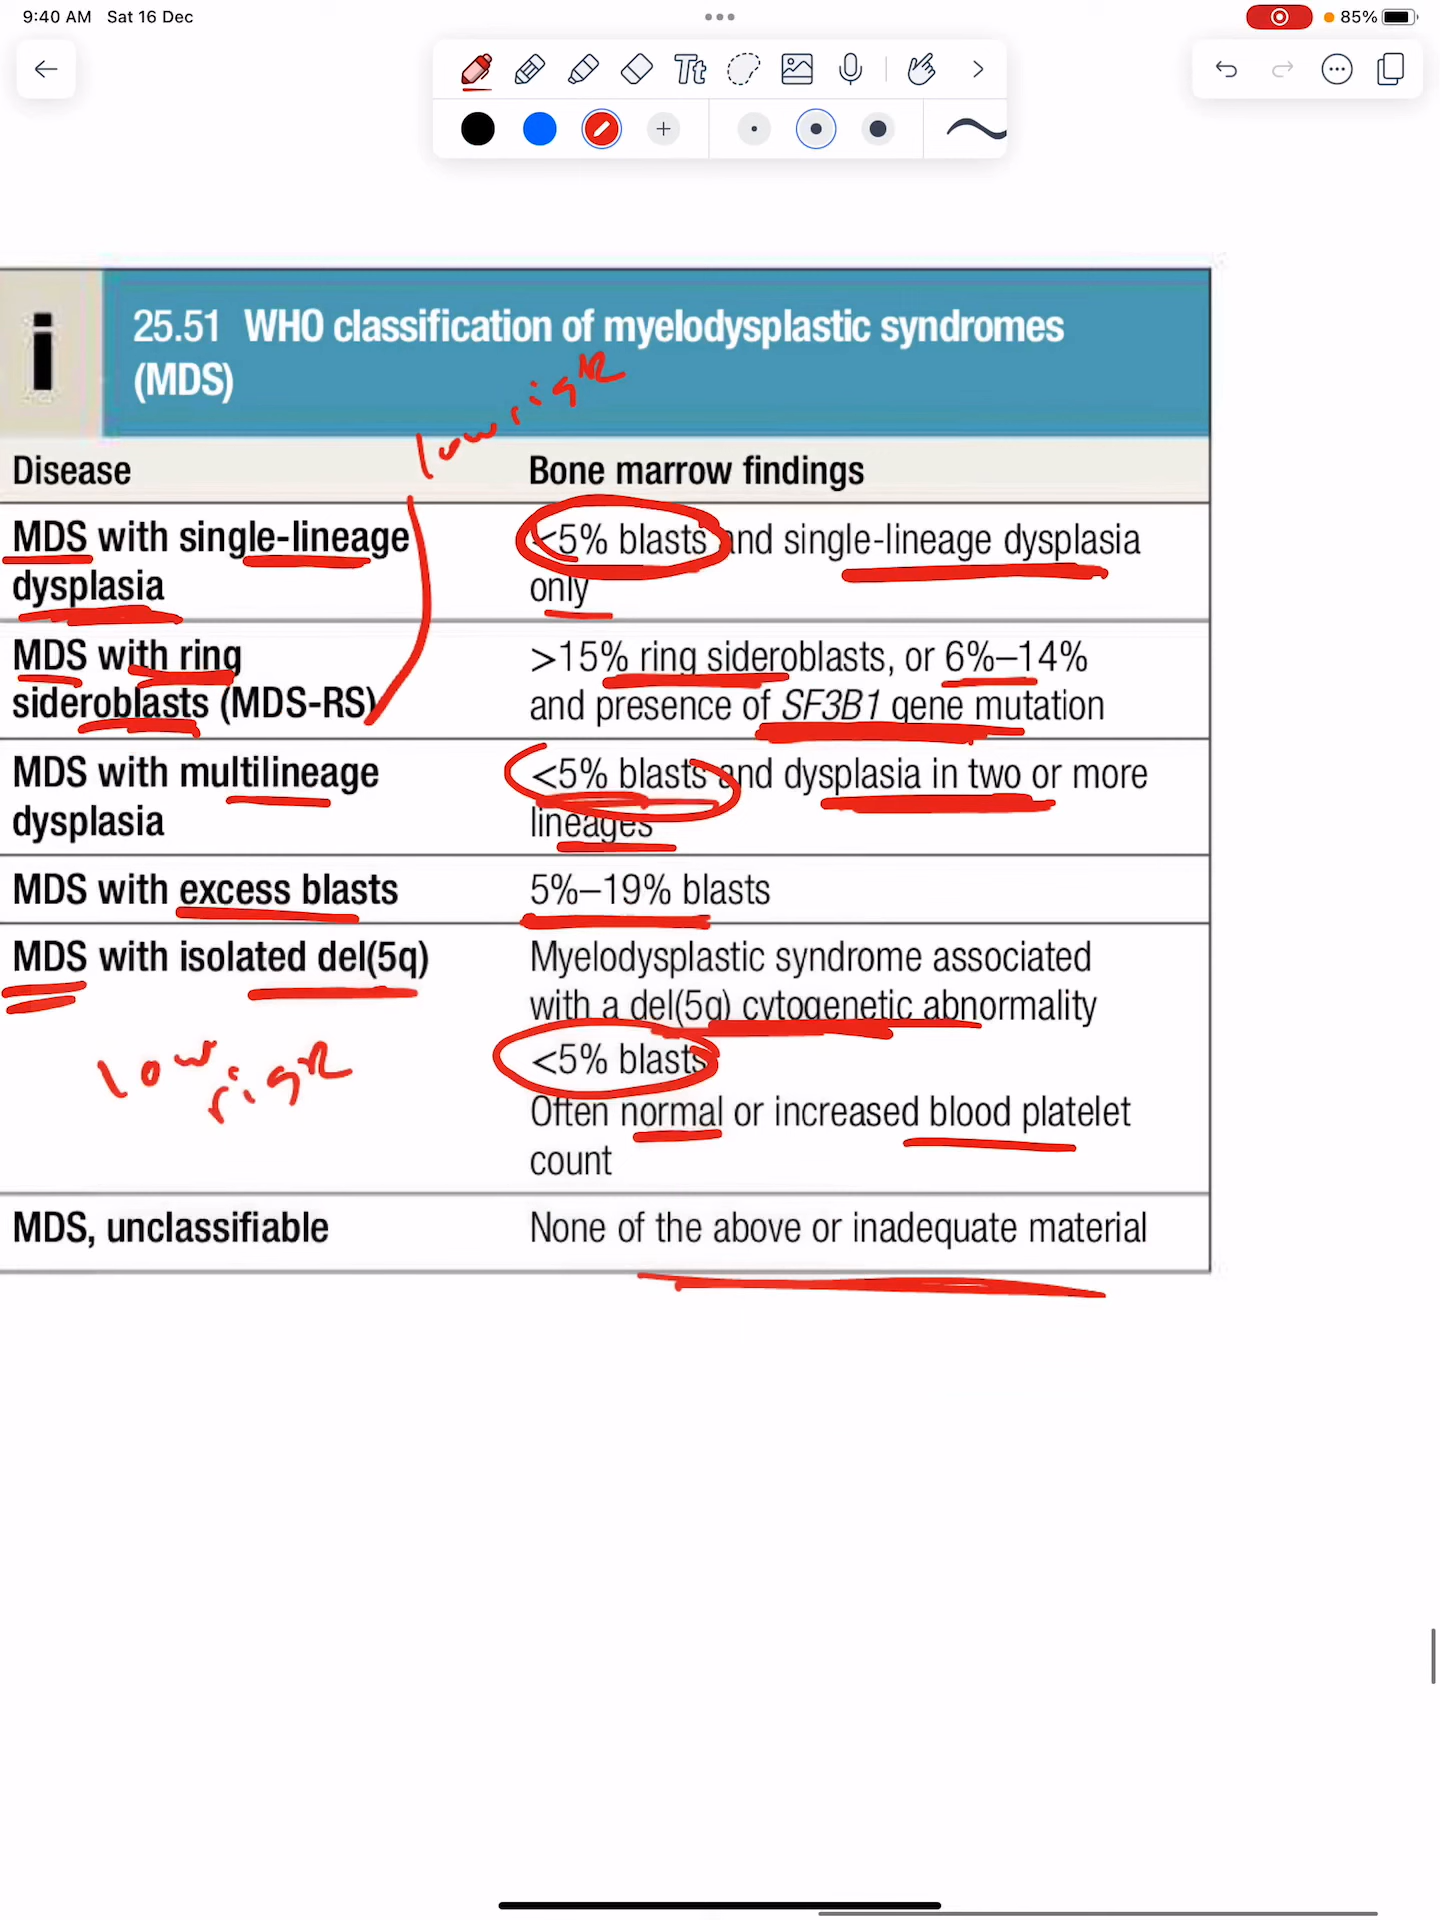 9:40 AM Sat 16 Dec
85%
Tt
i
25.51 WHO classification of myelodysplastic syndromes
(MDS)
low risk
Disease
Bone marrow findings
MDS with single-lineage
dysplasia
<5% blasts and single-lineage dysplasia
only
MDS with ring
sideroblasts (MDS-RS)
>15% ring sideroblasts, or 6%–14%
and presence of SF3B1 gene mutation
MDS with multilineage
dysplasia
<5% blasts and dysplasia in two or more
lineages
MDS with excess blasts
5%–19% blasts
MDS with isolated del(5q)
low
risk
Myelodysplastic syndrome associated
with a del(5q) cytogenetic abnormality
<5% blasts
Often normal or increased blood platelet
count
MDS, unclassifiable
None of the above or inadequate material